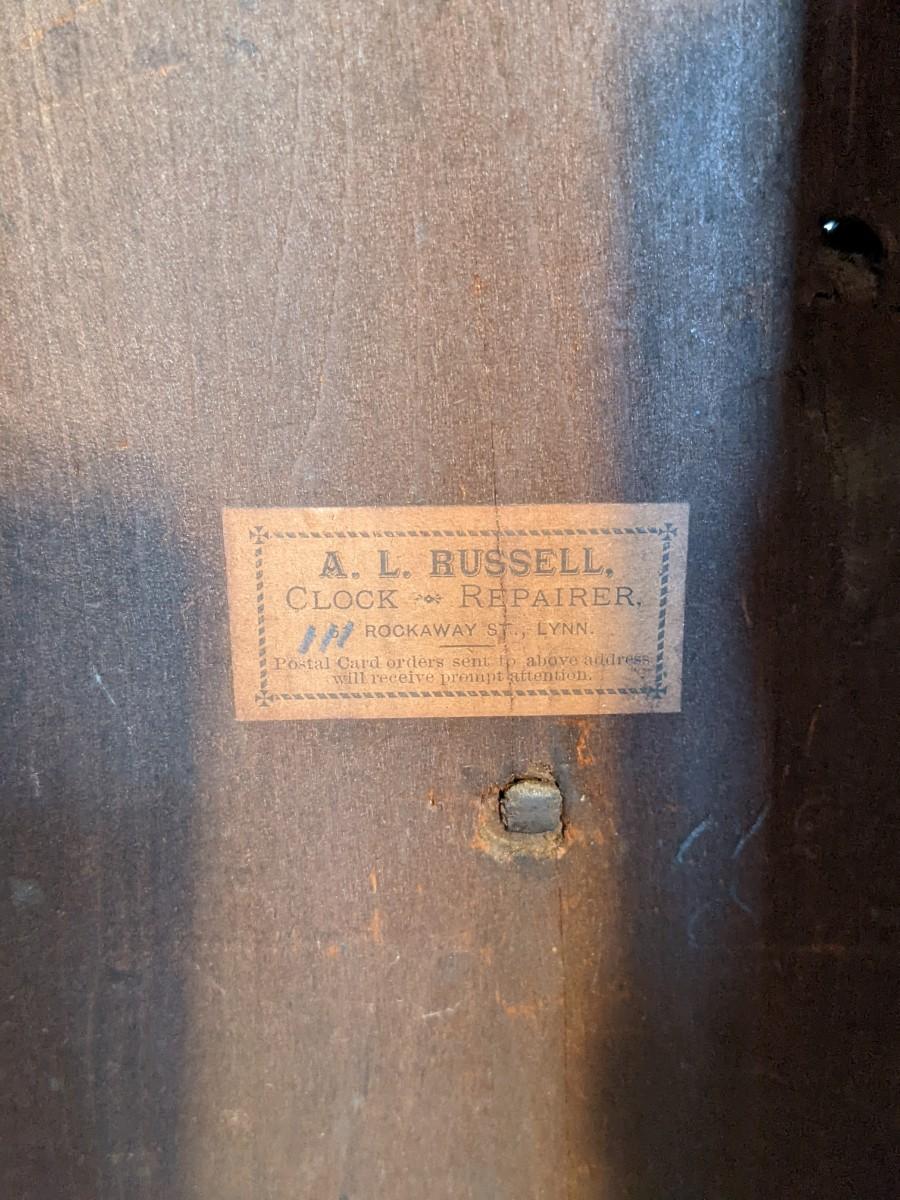 A. L. RUSSELL,
CLOCK REPAIRER,
111 ROCKAWAY ST., LYNN.
Postal Card orders sent to above address
will receive prompt attention.